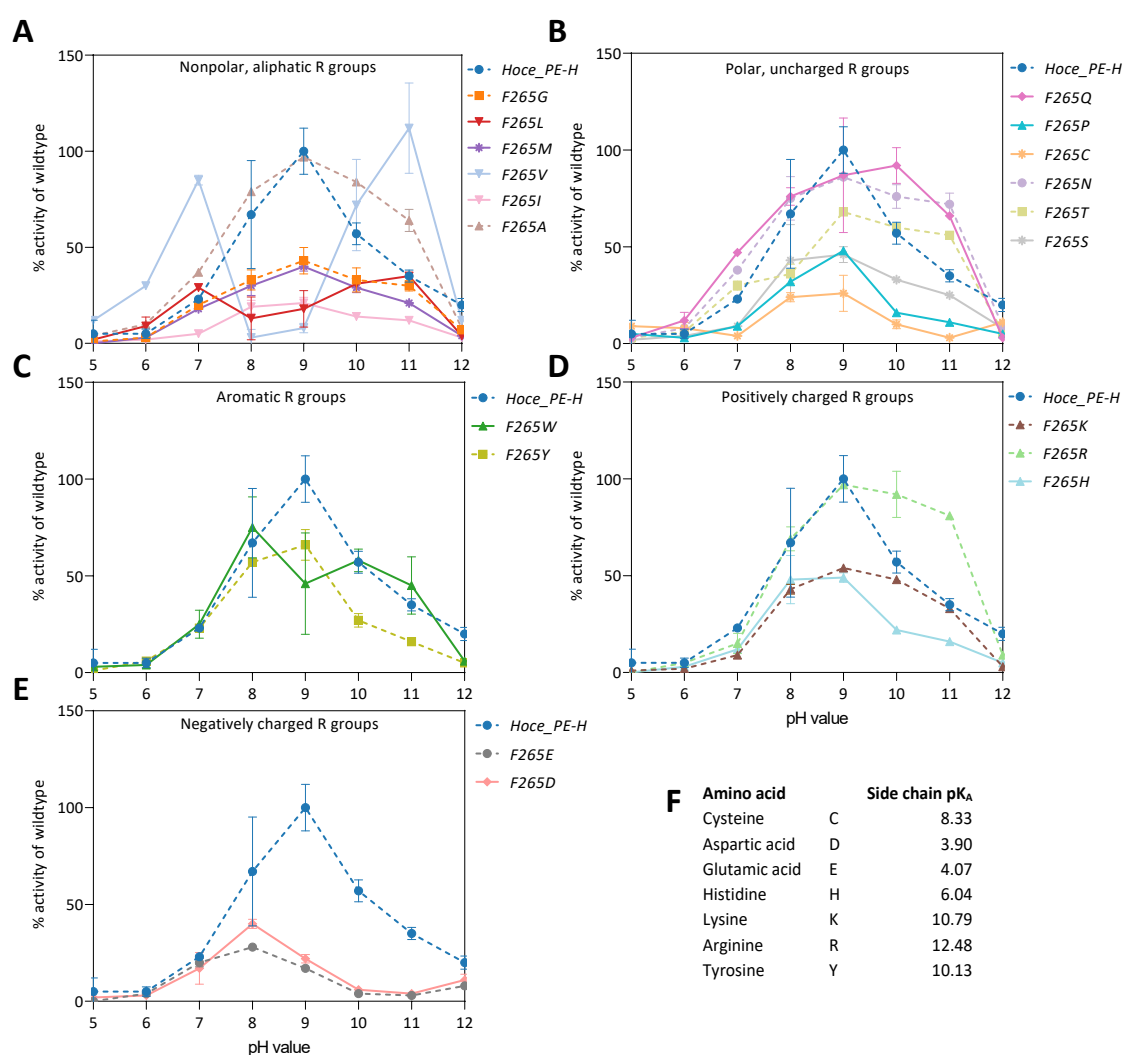 A
Nonpolar, aliphatic R groups
% activity of wildtype
150
100
50
0
5 6 7 8 9 10 11 12
Hoce_PE-H
F265G
F265L
F265M
F265V
F265I
F265A
B
Polar, uncharged R groups
% activity of wildtype
150
100
50
0
5 6 7 8 9 10 11 12
Hoce_PE-H
F265Q
F265P
F265C
F265N
F265T
F265S
C
Aromatic R groups
% activity of wildtype
150
100
50
0
5 6 7 8 9 10 11 12
Hoce_PE-H
F265W
F265Y
D
Positively charged R groups
% activity of wildtype
150
100
50
0
5 6 7 8 9 10 11 12
pH value
Hoce_PE-H
F265K
F265R
F265H
E
Negatively charged R groups
% activity of wildtype
150
100
50
0
5 6 7 8 9 10 11 12
pH value
Hoce_PE-H
F265E
F265D
F
Amino acid Side chain pKA
Cysteine C 8.33
Aspartic acid D 3.90
Glutamic acid E 4.07
Histidine H 6.04
Lysine K 10.79
Arginine R 12.48
Tyrosine Y 10.13